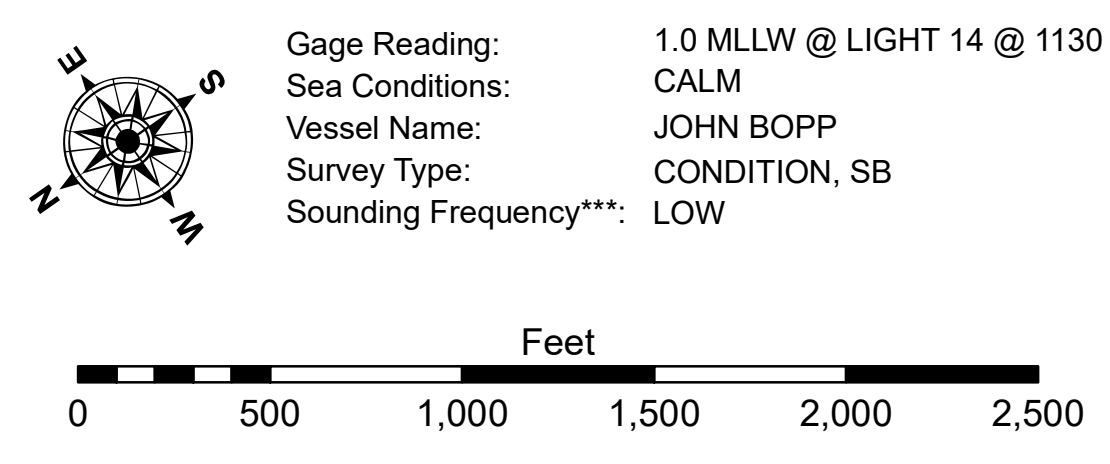 E
S
N
W
Gage Reading: 1.0 MLLW @ LIGHT 14 @ 1130
Sea Conditions: CALM
Vessel Name: JOHN BOPP
Survey Type: CONDITION, SB
Sounding Frequency***: LOW
Feet
0 500 1,000 1,500 2,000 2,500